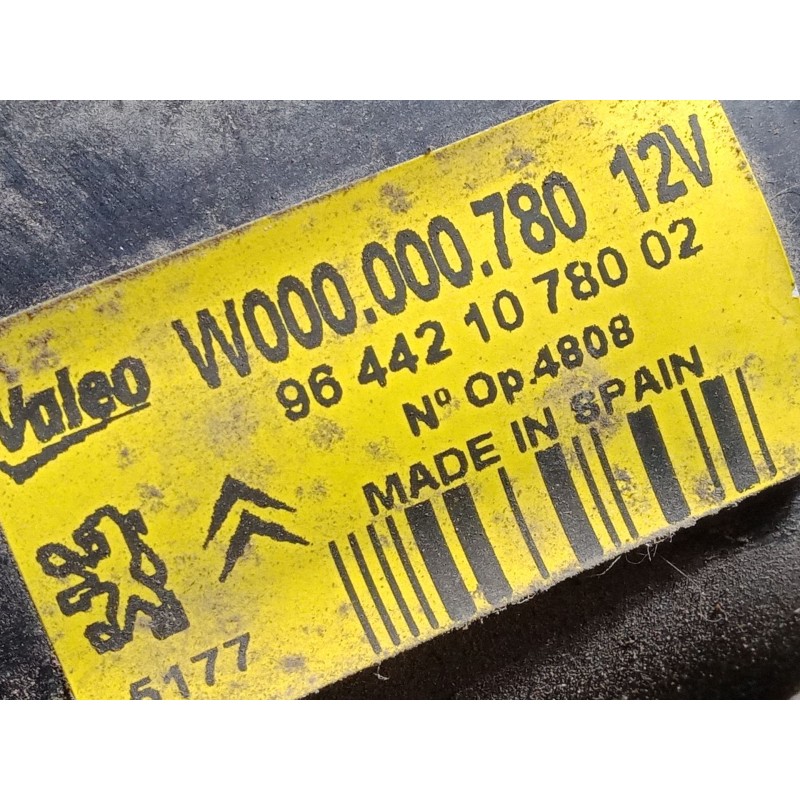 Valeo W000.000.780 12V
96 442 10 780 02
Nº Op.4808
MADE IN SPAIN
5177